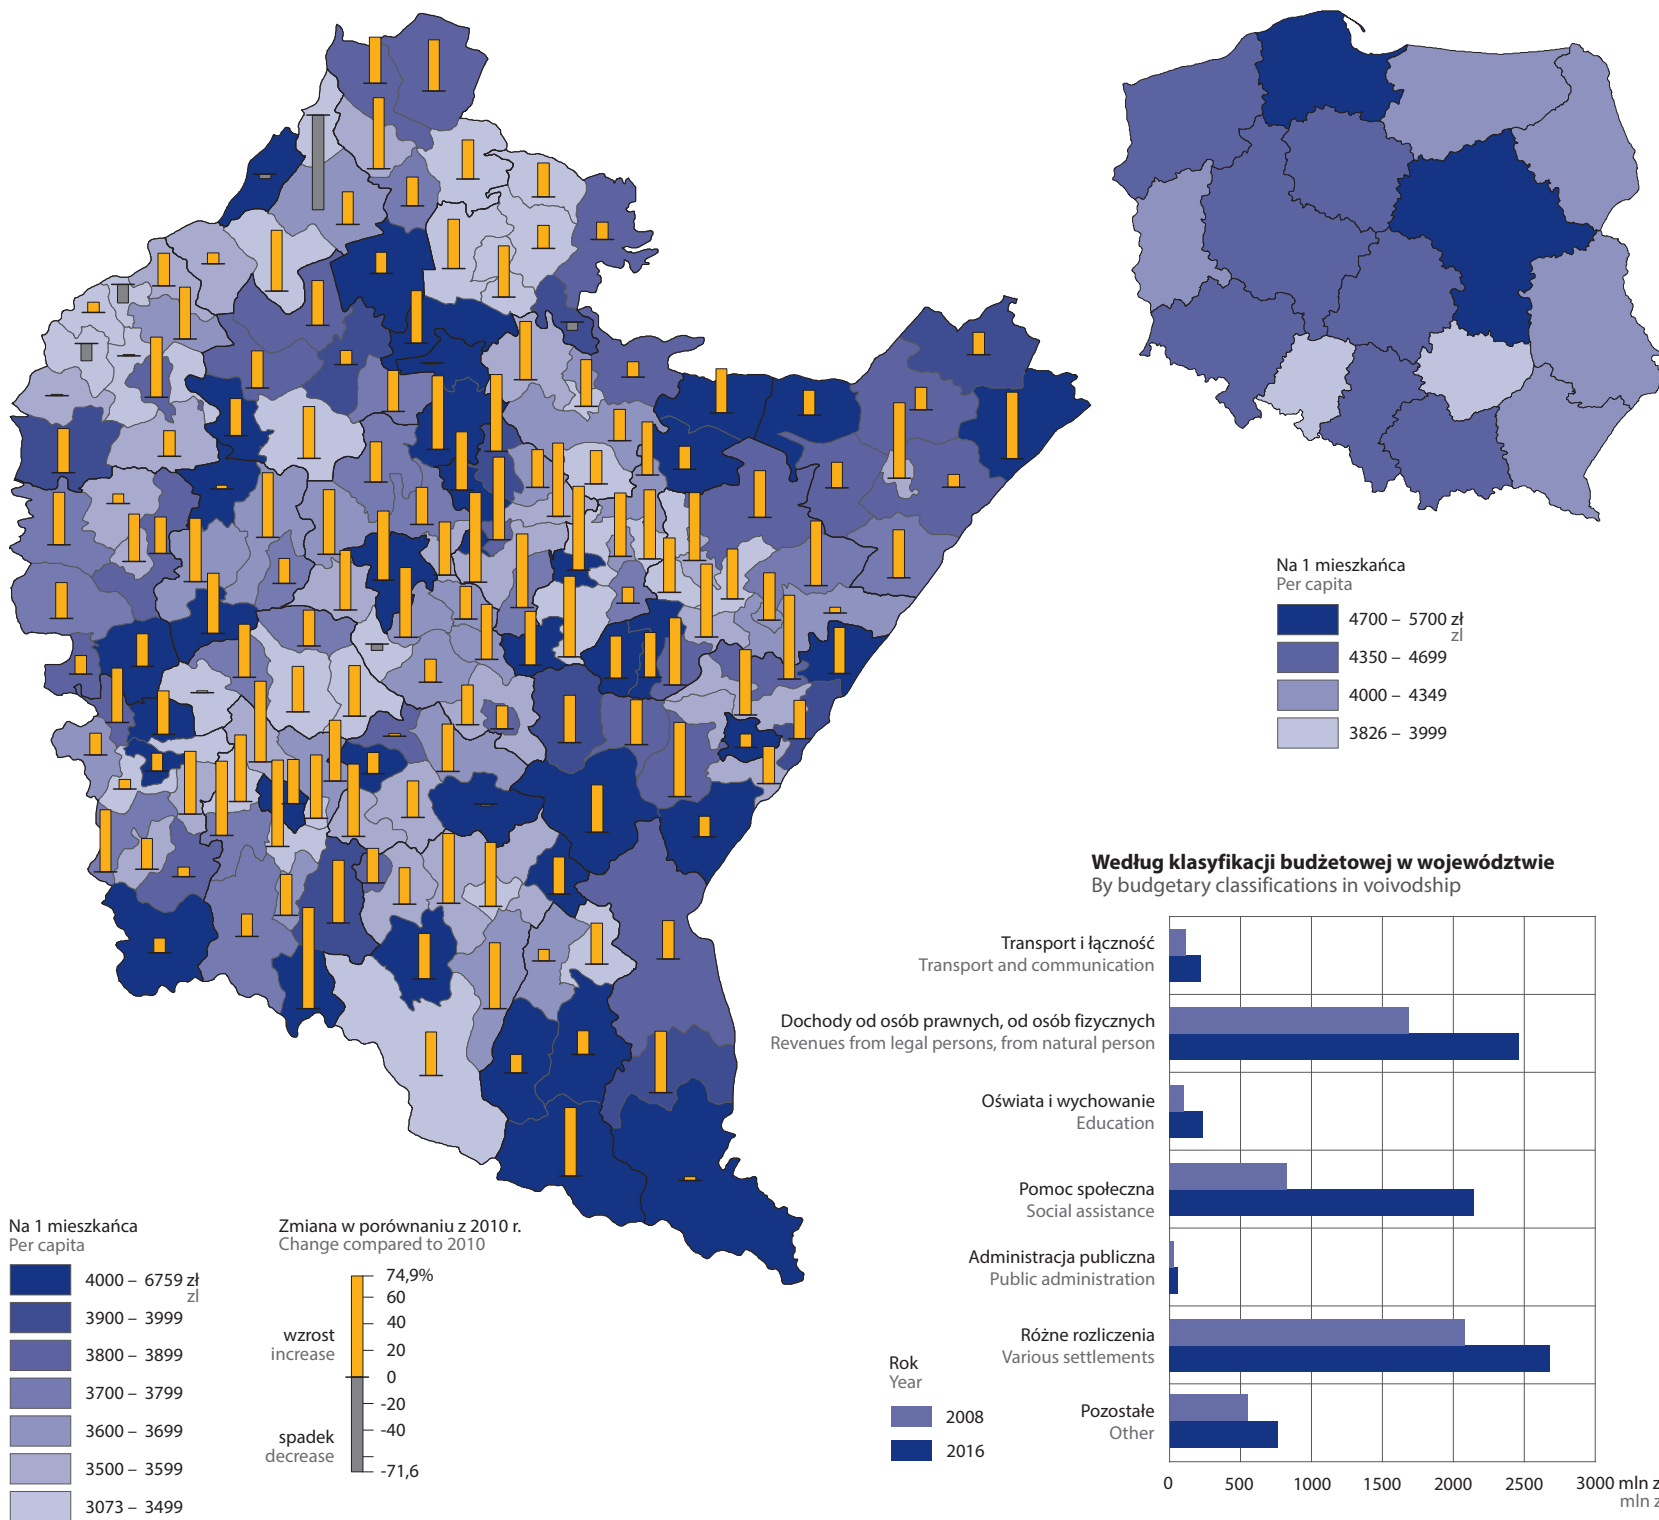 Na 1 mieszkańca
Per capita
4700 – 5700 zł
zl
4350 – 4699
4000 – 4349
3826 – 3999
Według klasyfikacji budżetowej w województwie
By budgetary classifications in voivodship
Transport i łączność
Transport and communication
Dochody od osób prawnych, od osób fizycznych
Revenues from legal persons, from natural person
Oświata i wychowanie
Education
Pomoc społeczna
Social assistance
Administracja publiczna
Public administration
Różne rozliczenia
Various settlements
Pozostałe
Other
0 500 1000 1500 2000 2500 3000 mln z
mln z
Rok
Year
2008
2016
Na 1 mieszkańca
Per capita
4000 – 6759 zł
zl
3900 – 3999
3800 – 3899
3700 – 3799
3600 – 3699
3500 – 3599
3073 – 3499
Zmiana w porównaniu z 2010 r.
Change compared to 2010
74,9%
60
40
20
0
-20
-40
-71,6
wzrost
increase
spadek
decrease